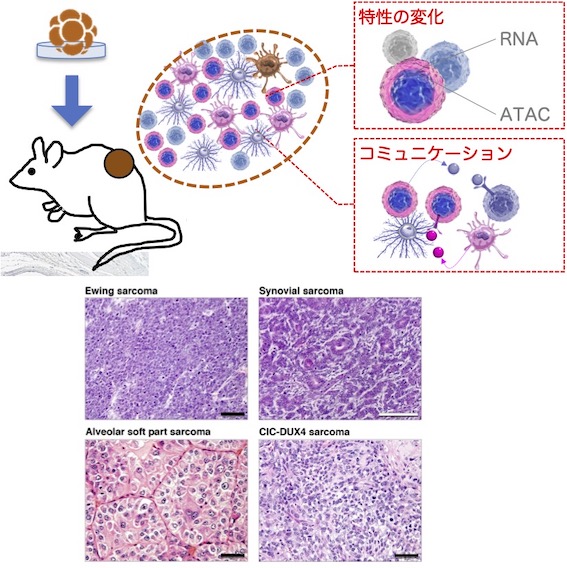 特性の変化
RNA
ATAC
コミュニケーション
Ewing sarcoma
Synovial sarcoma
Alveolar soft part sarcoma
CIC-DUX4 sarcoma